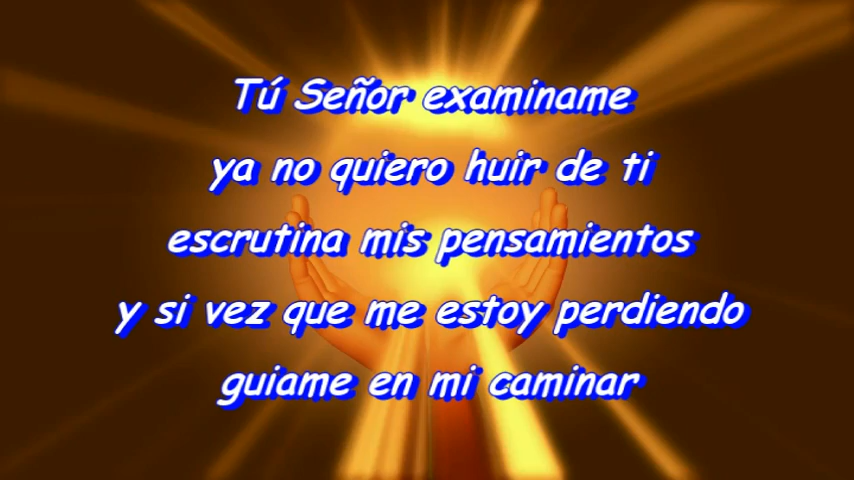 Tú Señor examiname
ya no quiero huir de ti
escrutina mis pensamientos
y si vez que me estoy perdiendo
guiame en mi caminar